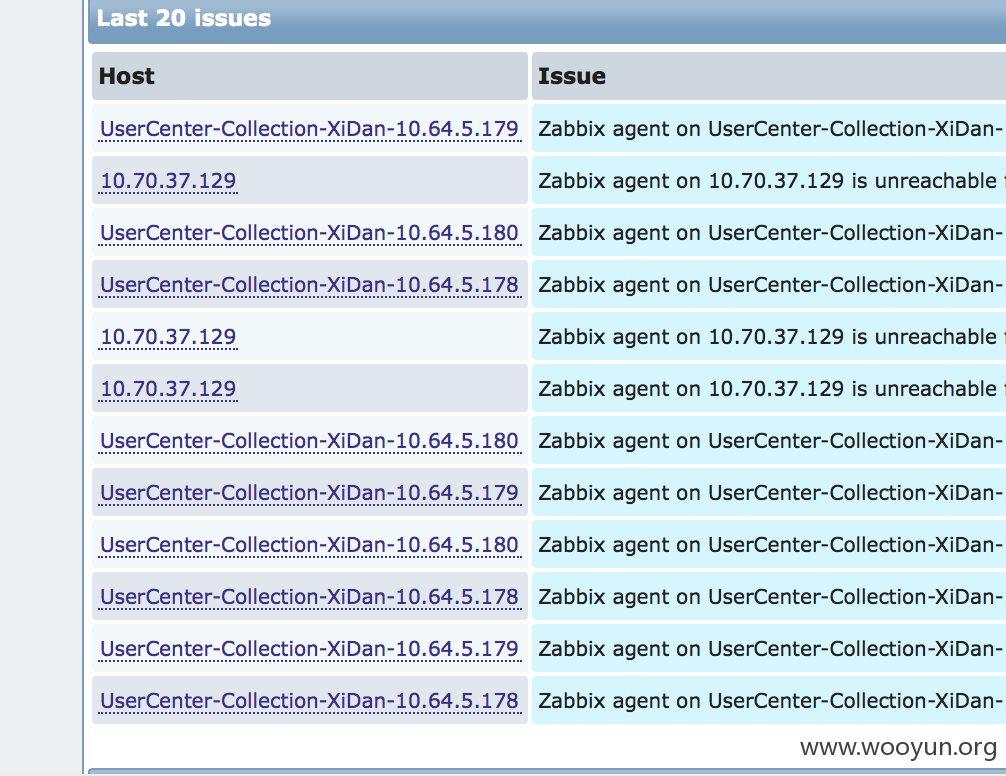 Last 20 issues
Host Issue
UserCenter-Collection-XiDan-10.64.5.179 Zabbix agent on UserCenter-Collection-XiDan-
10.70.37.129 Zabbix agent on 10.70.37.129 is unreachable
UserCenter-Collection-XiDan-10.64.5.180 Zabbix agent on UserCenter-Collection-XiDan-
UserCenter-Collection-XiDan-10.64.5.178 Zabbix agent on UserCenter-Collection-XiDan-
10.70.37.129 Zabbix agent on 10.70.37.129 is unreachable
10.70.37.129 Zabbix agent on 10.70.37.129 is unreachable
UserCenter-Collection-XiDan-10.64.5.180 Zabbix agent on UserCenter-Collection-XiDan-
UserCenter-Collection-XiDan-10.64.5.179 Zabbix agent on UserCenter-Collection-XiDan-
UserCenter-Collection-XiDan-10.64.5.180 Zabbix agent on UserCenter-Collection-XiDan-
UserCenter-Collection-XiDan-10.64.5.178 Zabbix agent on UserCenter-Collection-XiDan-
UserCenter-Collection-XiDan-10.64.5.179 Zabbix agent on UserCenter-Collection-XiDan-
UserCenter-Collection-XiDan-10.64.5.178 Zabbix agent on UserCenter-Collection-XiDan-
www.wooyun.org